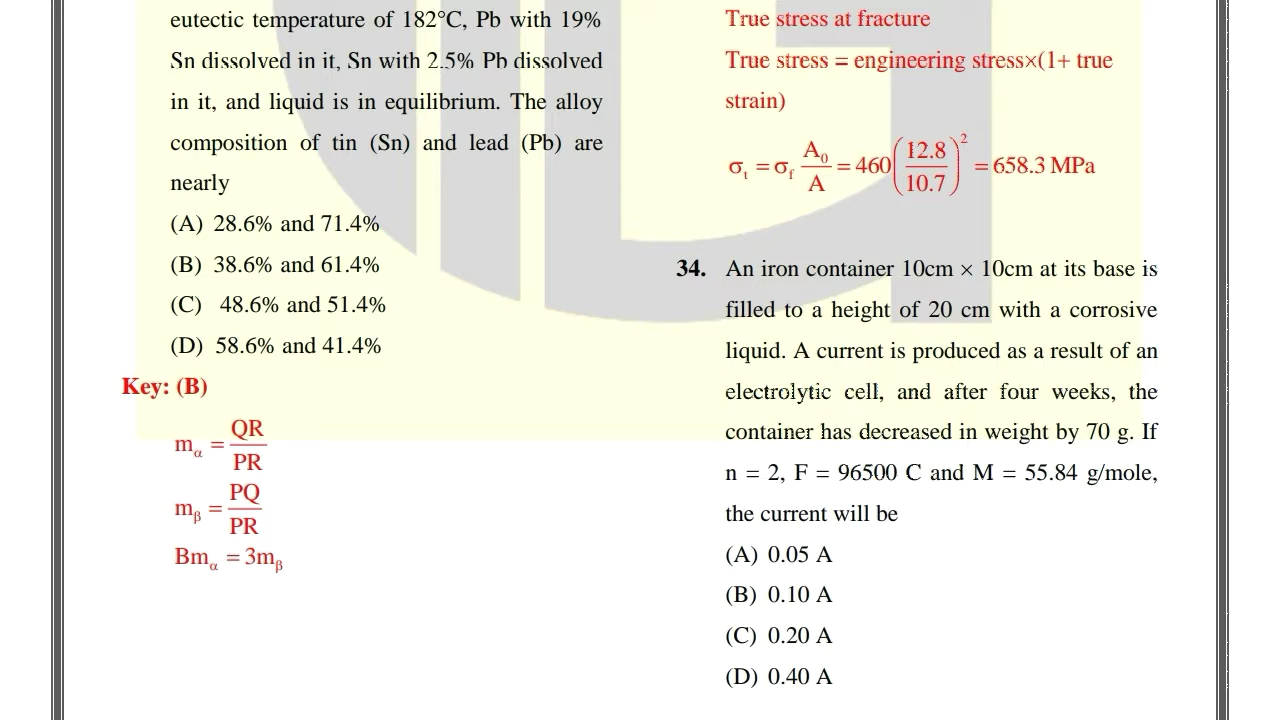 eutectic temperature of 182°C, Pb with 19%
Sn dissolved in it, Sn with 2.5% Pb dissolved
in it, and liquid is in equilibrium. The alloy
composition of tin (Sn) and lead (Pb) are
nearly
(A) 28.6% and 71.4%
(B) 38.6% and 61.4%
(C) 48.6% and 51.4%
(D) 58.6% and 41.4%
Key: (B)
m_α = QR/PR
m_β = PQ/PR
Bm_α = 3m_β
True stress at fracture
True stress = engineering stress×(1+ true
strain)
σ_t = σ_f A_0/A = 460(12.8/10.7)^2 = 658.3 MPa
34. An iron container 10cm × 10cm at its base is
filled to a height of 20 cm with a corrosive
liquid. A current is produced as a result of an
electrolytic cell, and after four weeks, the
container has decreased in weight by 70 g. If
n = 2, F = 96500 C and M = 55.84 g/mole,
the current will be
(A) 0.05 A
(B) 0.10 A
(C) 0.20 A
(D) 0.40 A